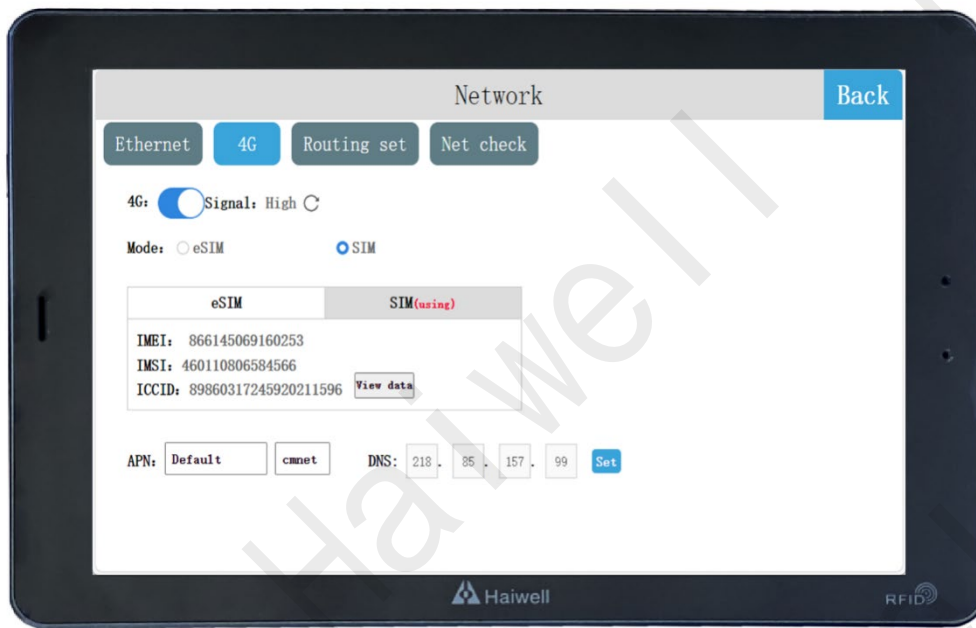 Network
Back
Ethernet 4G Routing set Net check
4G: Signal: High
Mode: eSIM SIM
eSIM SIM(using)
IMEI: 866145069160253
IMSI: 460110806584566
ICCID: 89860317245920211596 View data
APN: Default cmnet DNS: 218 . 85 . 157 . 99 Set
Haiwell
RFID
Haiwell